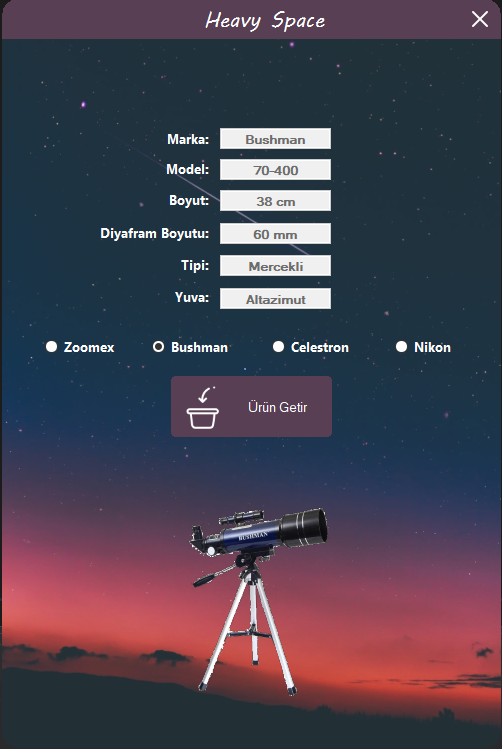 Heavy Space
Marka: Bushman
Model: 70-400
Boyut: 38 cm
Diyafram Boyutu: 60 mm
Tipi: Mercekli
Yuva: Altazimut
Zoomex Bushman Celestron Nikon
Ürün Getir
BUSHMAN